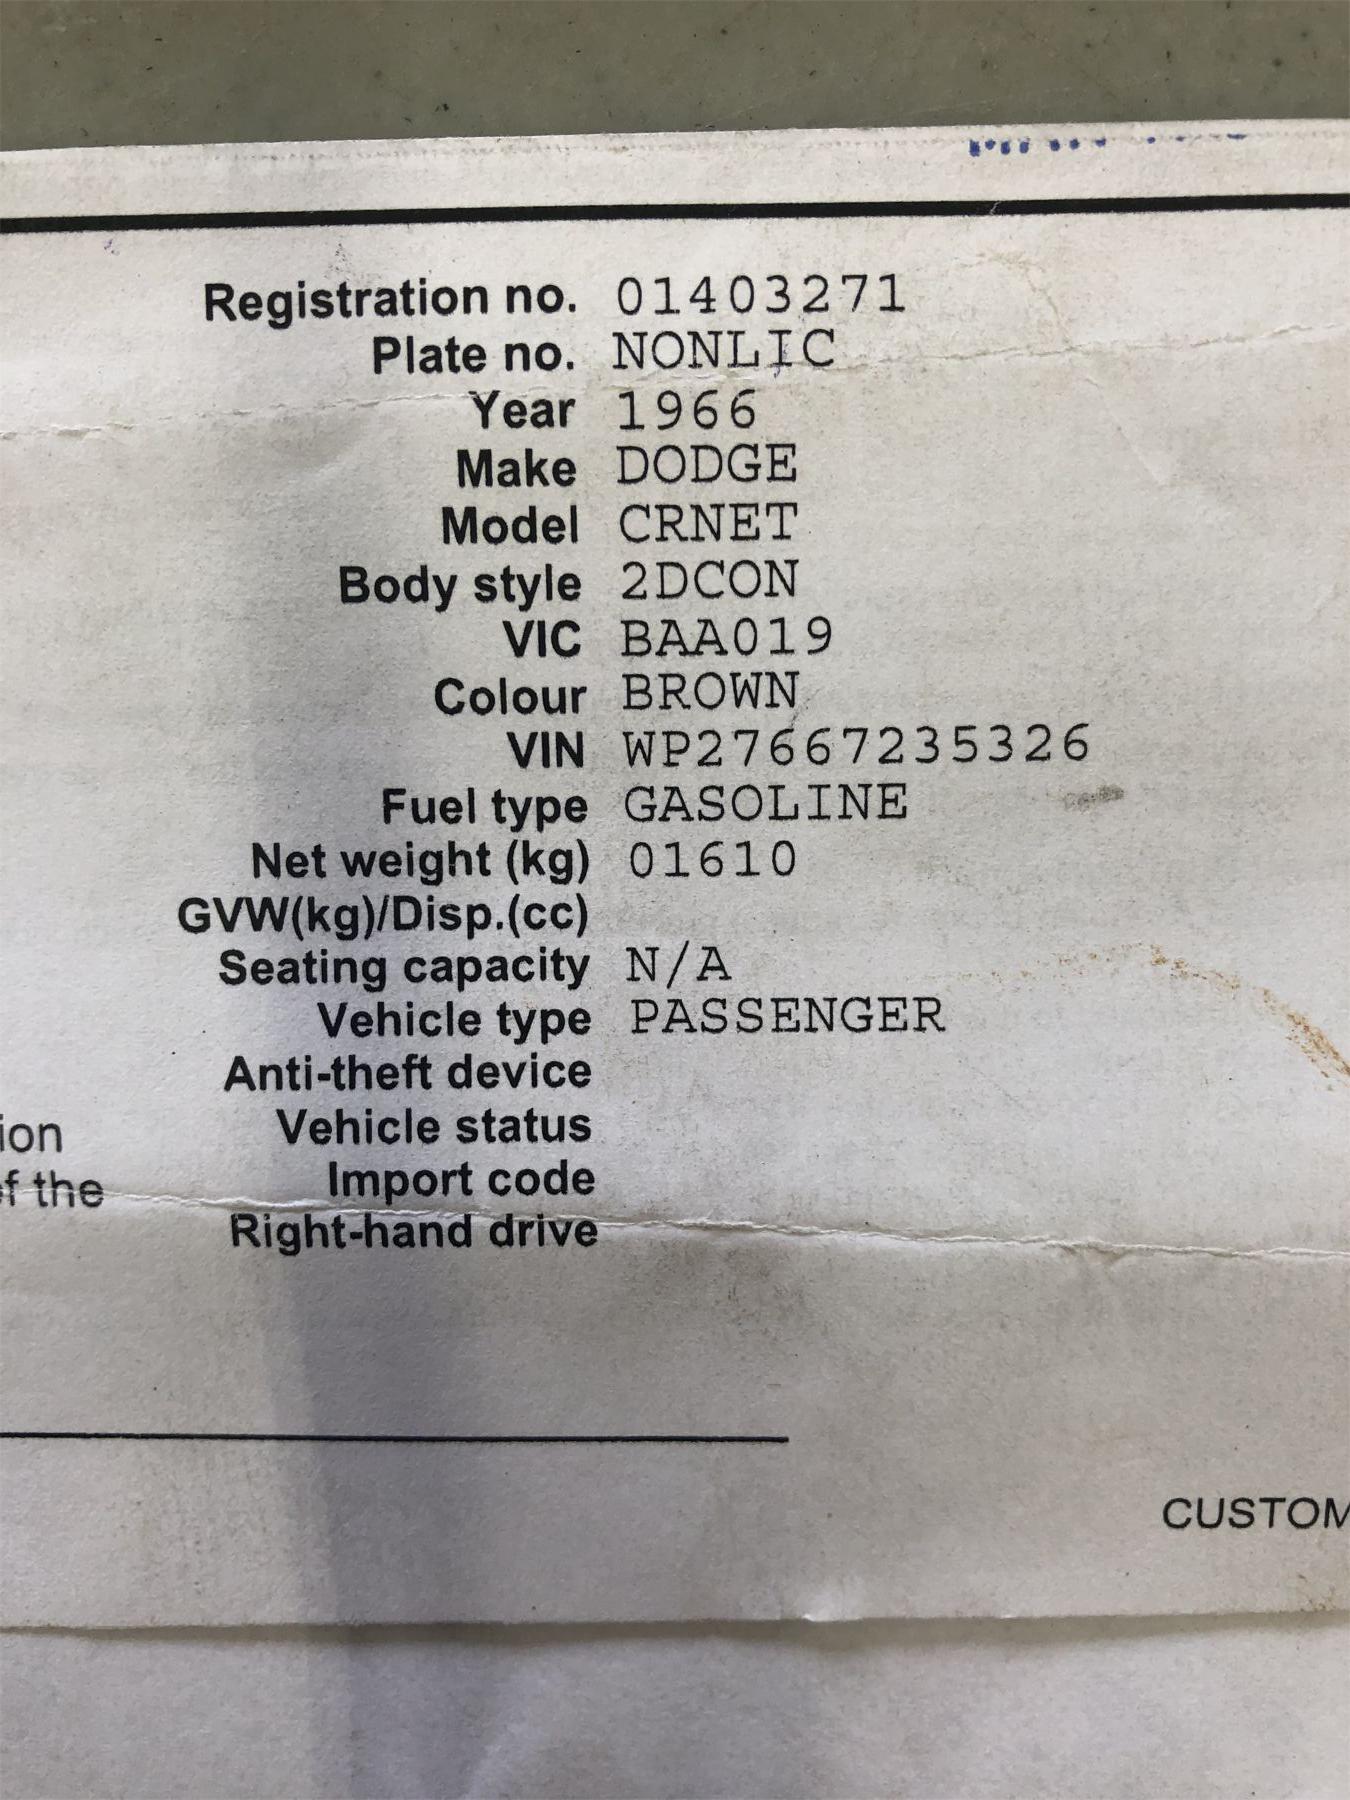 Registration no. 01403271
Plate no. NONLIC
Year 1966
Make DODGE
Model CRNET
Body style 2DCON
VIC BAA019
Colour BROWN
VIN WP27667235326
Fuel type GASOLINE
Net weight (kg) 01610
GVW(kg)/Disp.(cc)
Seating capacity N/A
Vehicle type PASSENGER
Anti-theft device
ion Vehicle status
of the Import code
Right-hand drive
CUSTOM